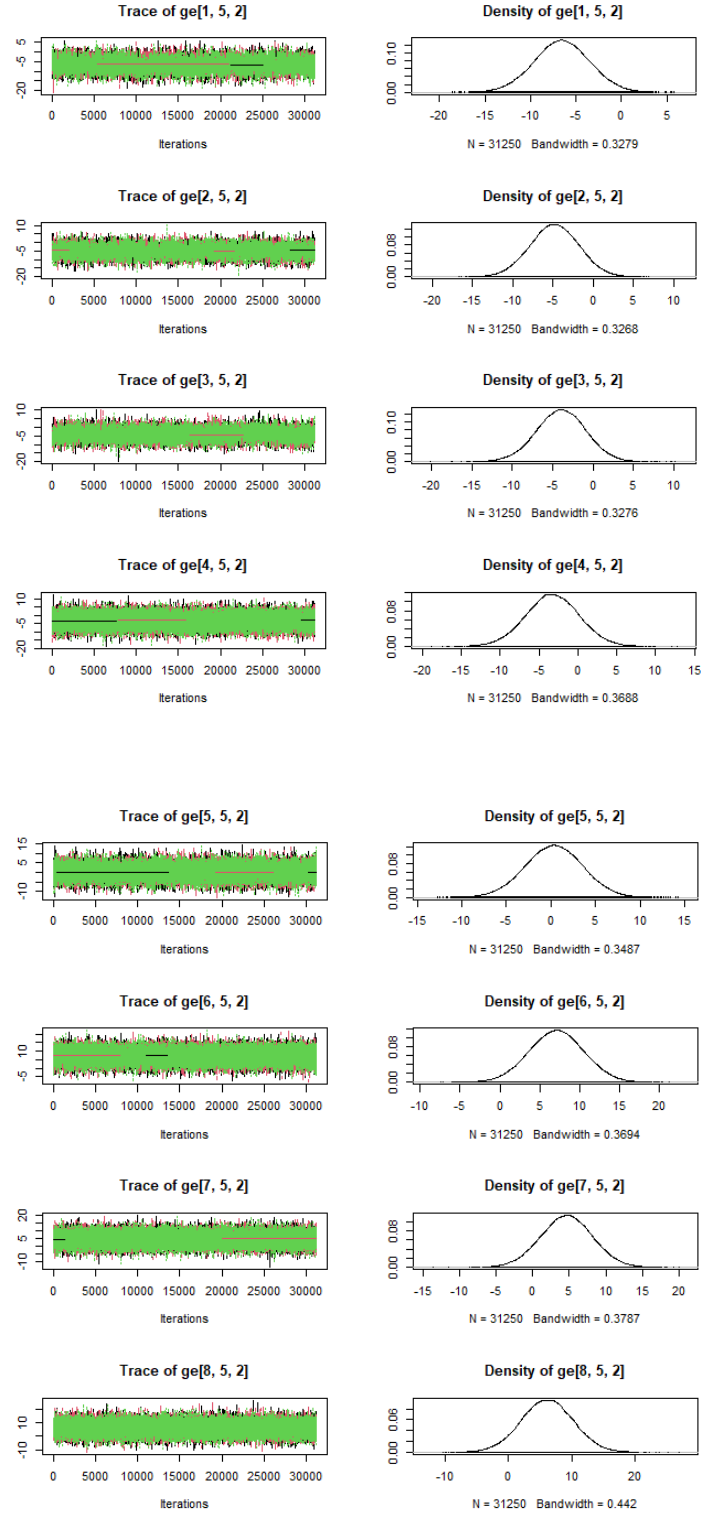 Trace of ge[1, 5, 2] Density of ge[1, 5, 2]
5 -5 -20 0.10 0.00
0 5000 10000 15000 20000 25000 30000 -20 -15 -10 -5 0 5
Iterations N = 31250 Bandwidth = 0.3279
Trace of ge[2, 5, 2] Density of ge[2, 5, 2]
10 -5 -20 0.08 0.00
0 5000 10000 15000 20000 25000 30000 -20 -15 -10 -5 0 5 10
Iterations N = 31250 Bandwidth = 0.3268
Trace of ge[3, 5, 2] Density of ge[3, 5, 2]
10 -5 -20 0.10 0.00
0 5000 10000 15000 20000 25000 30000 -20 -15 -10 -5 0 5 10
Iterations N = 31250 Bandwidth = 0.3276
Trace of ge[4, 5, 2] Density of ge[4, 5, 2]
10 -5 -20 0.08 0.00
0 5000 10000 15000 20000 25000 30000 -20 -15 -10 -5 0 5 10 15
Iterations N = 31250 Bandwidth = 0.3688
Trace of ge[5, 5, 2] Density of ge[5, 5, 2]
15 0 -10 0.08 0.00
0 5000 10000 15000 20000 25000 30000 -15 -10 -5 0 5 10 15
Iterations N = 31250 Bandwidth = 0.3487
Trace of ge[6, 5, 2] Density of ge[6, 5, 2]
10 -5 0.08 0.00
0 5000 10000 15000 20000 25000 30000 -10 -5 0 5 10 15 20
Iterations N = 31250 Bandwidth = 0.3694
Trace of ge[7, 5, 2] Density of ge[7, 5, 2]
20 5 -10 0.08 0.00
0 5000 10000 15000 20000 25000 30000 -15 -10 -5 0 5 10 15 20
Iterations N = 31250 Bandwidth = 0.3787
Trace of ge[8, 5, 2] Density of ge[8, 5, 2]
10 -10 0.06 0.00
0 5000 10000 15000 20000 25000 30000 -10 0 10 20
Iterations N = 31250 Bandwidth = 0.442